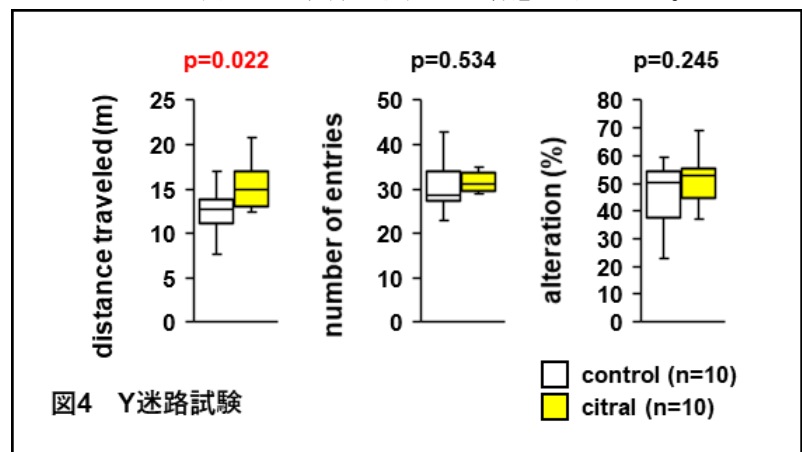 p=0.022
p=0.534
p=0.245
distance traveled (m)
25
20
15
10
5
0
number of entries
50
40
30
20
10
0
alteration (%)
80
70
60
50
40
30
20
10
0
control (n=10)
citral (n=10)
図4 Y迷路試験